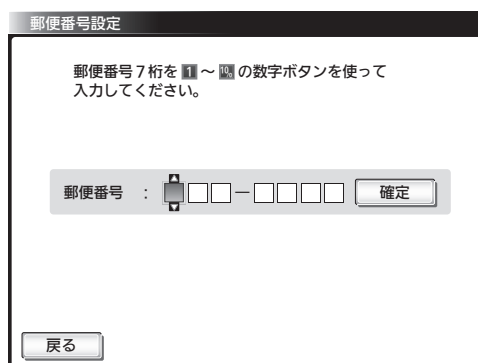 郵便番号設定
郵便番号7桁を 1 ～ 10/0 の数字ボタンを使って
入力してください。
郵便番号 : □□□－□□□□ 確定
戻る